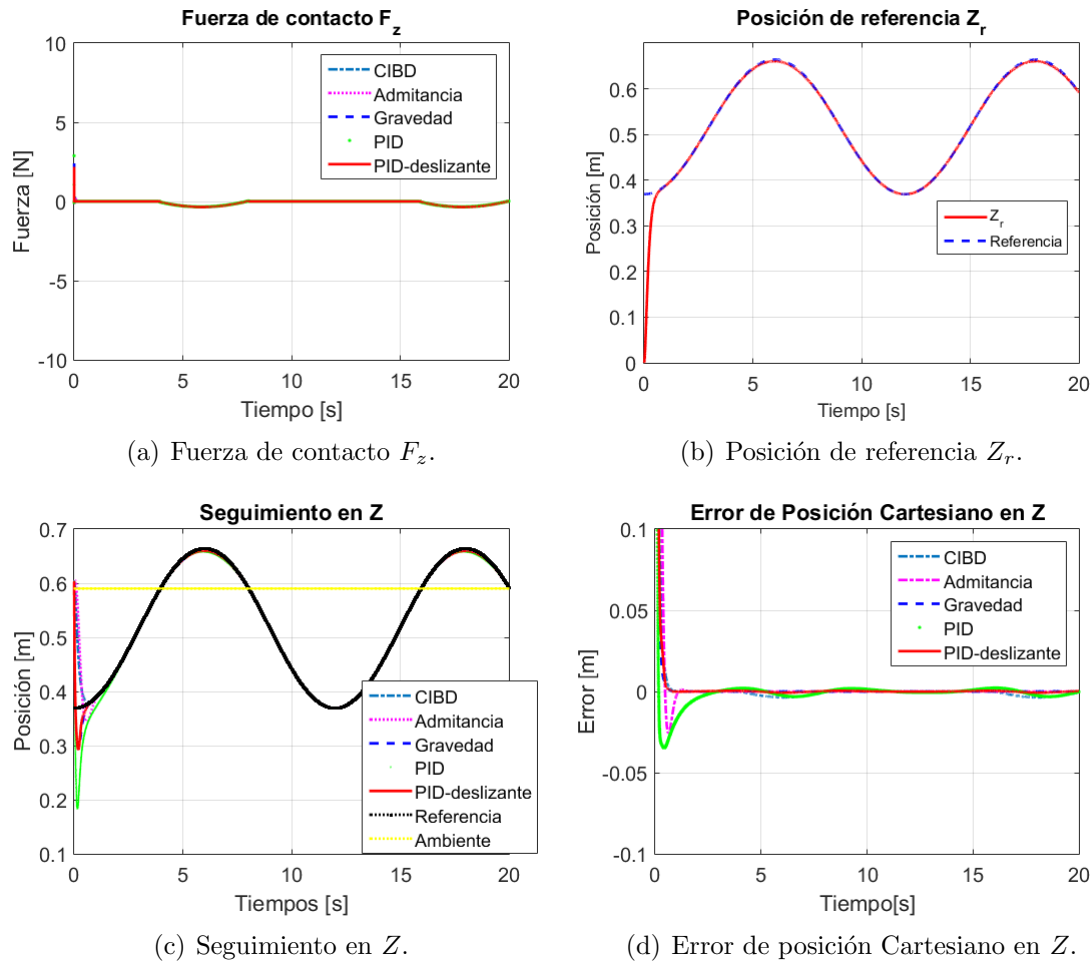 Fuerza de contacto F_z
10
5
0
-5
-10
Fuerza [N]
CIBD
Admitancia
Gravedad
PID
PID-deslizante
0 5 10 15 20
Tiempo [s]
(a) Fuerza de contacto F_z.
Posición de referencia Z_r
0.6
0.5
0.4
0.3
0.2
0.1
0
Posición [m]
Z_r
Referencia
0 5 10 15 20
Tiempo [s]
(b) Posición de referencia Z_r.
Seguimiento en Z
0.7
0.6
0.5
0.4
0.3
0.2
0.1
Posición [m]
CIBD
Admitancia
Gravedad
PID
PID-deslizante
Referencia
Ambiente
0 5 10 15 20
Tiempos [s]
(c) Seguimiento en Z.
Error de Posición Cartesiano en Z
0.1
0.05
0
-0.05
-0.1
Error [m]
CIBD
Admitancia
Gravedad
PID
PID-deslizante
0 5 10 15 20
Tiempo[s]
(d) Error de posición Cartesiano en Z.